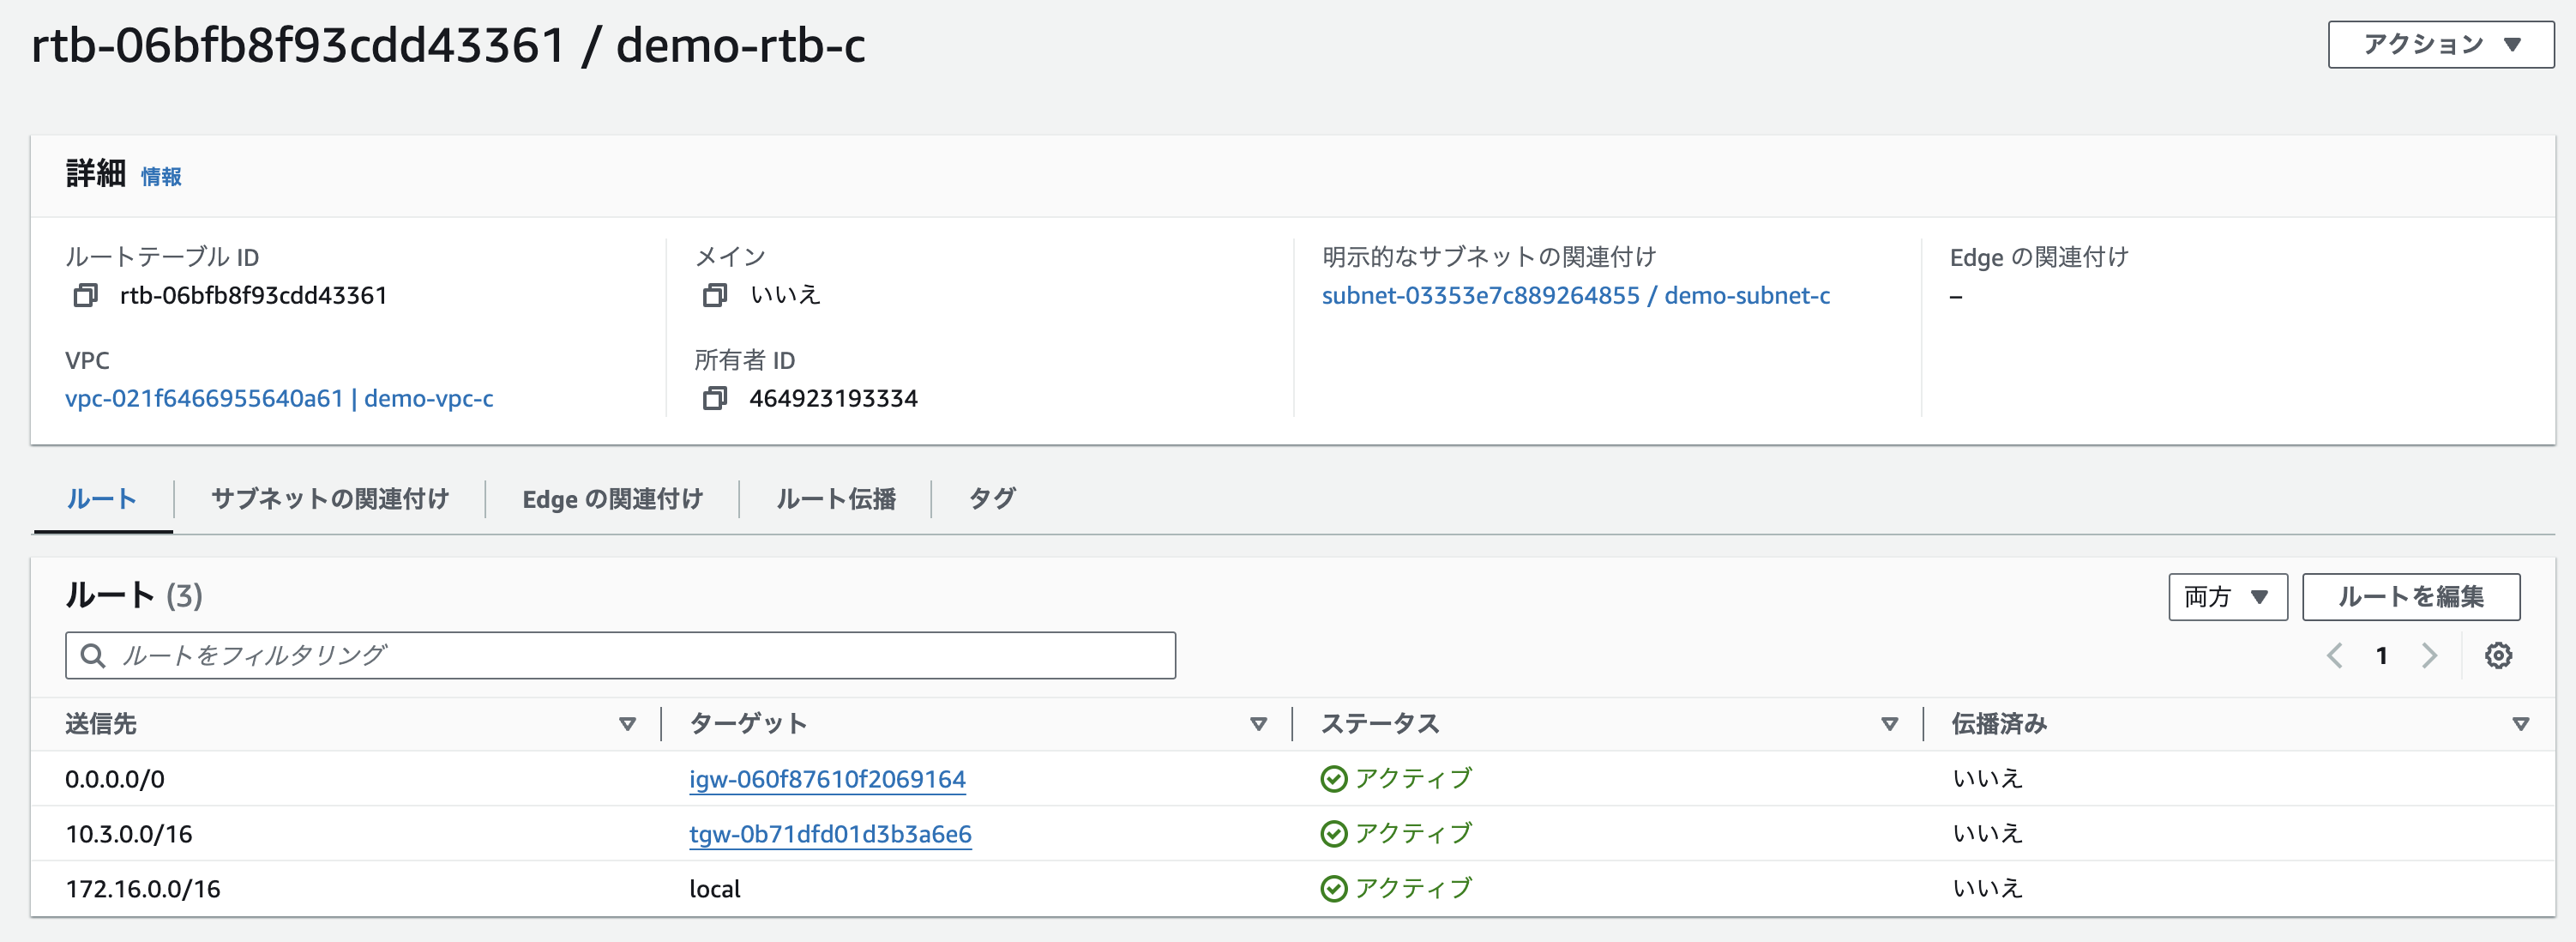 rtb-06bfb8f93cdd43361 / demo-rtb-c
アクション
詳細 情報
ルートテーブル ID
rtb-06bfb8f93cdd43361
メイン
いいえ
明示的なサブネットの関連付け
subnet-03353e7c889264855 / demo-subnet-c
Edge の関連付け
–
VPC
vpc-021f6466955640a61 | demo-vpc-c
所有者 ID
464923193334
ルート サブネットの関連付け Edge の関連付け ルート伝播 タグ
ルート (3)
両方 ルートを編集
ルートをフィルタリング
1
送信先 ターゲット ステータス 伝播済み
0.0.0.0/0 igw-060f87610f2069164 アクティブ いいえ
10.3.0.0/16 tgw-0b71dfd01d3b3a6e6 アクティブ いいえ
172.16.0.0/16 local アクティブ いいえ